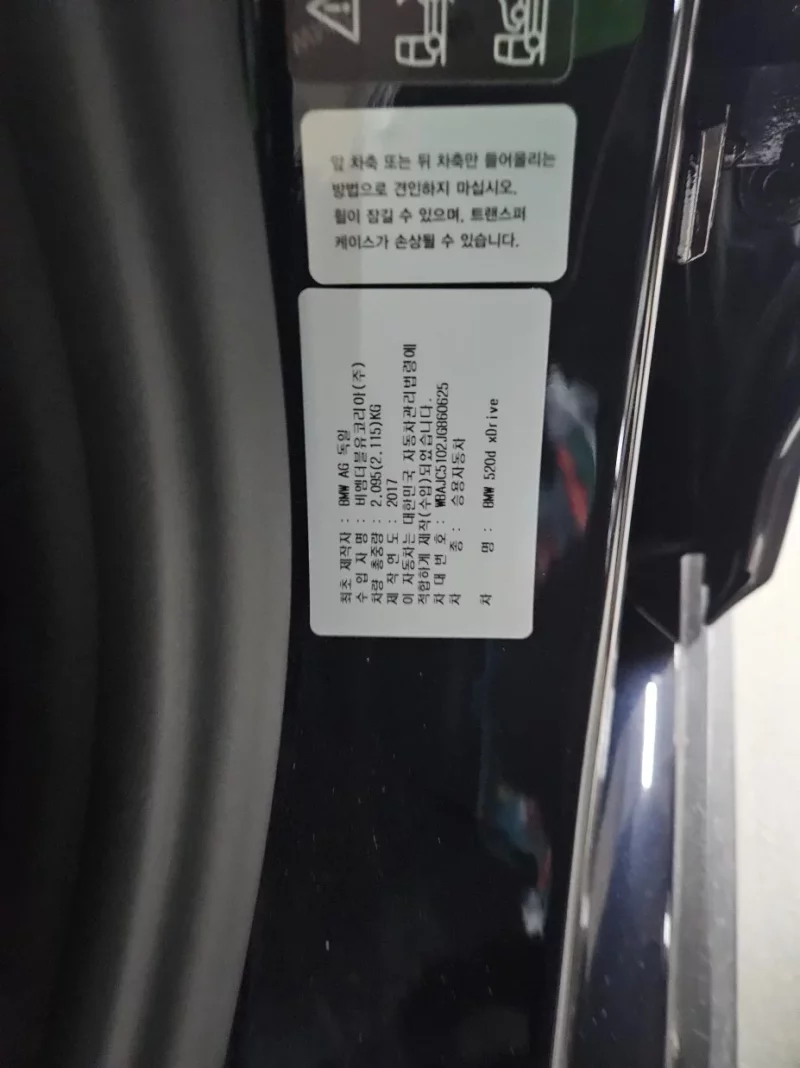 앞 차축 또는 뒤 차축만 들어올리는
방법으로 견인하지 마십시오.
휠이 잠길 수 있으며, 트랜스퍼
케이스가 손상될 수 있습니다.
최초 제작자 : BMW AG 독일
수 입 자 명 : 비엠더블유코리아(주)
차량 총중량 : 2,095(2,115)KG
제 작 연 도 : 2017
이 자동차는 대한민국 자동차관리법령에
적합하게 제작(수입)되었습니다.
차 대 번 호 : WBAJC5102JGB60625
차 종 : 승용자동차
차 명 : BMW 520d xDrive